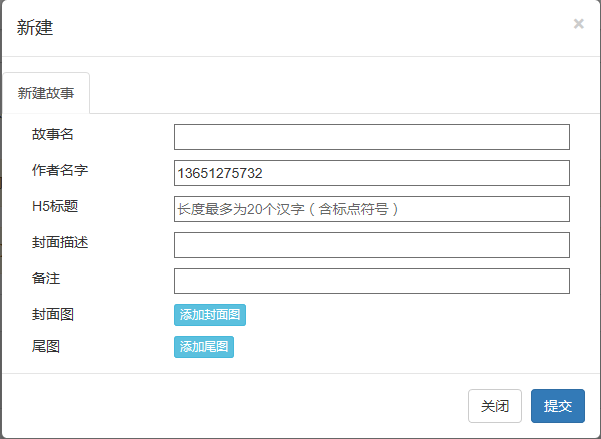 新建
×
新建故事
故事名
作者名字 13651275732
H5标题 长度最多为20个汉字（含标点符号）
封面描述
备注
封面图 添加封面图
尾图 添加尾图
关闭 提交